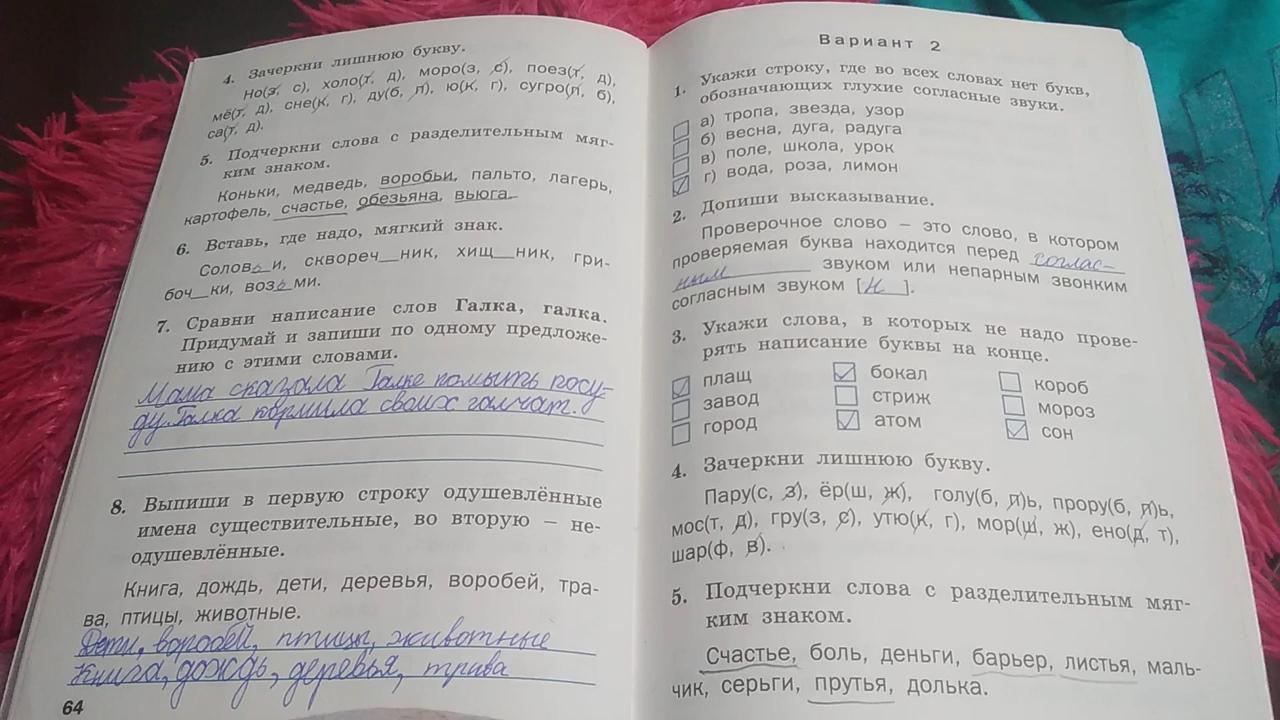 4. Зачеркни лишнюю букву.
Но(з, с), холо(т, д), моро(з, с), поез(т, д),
мё(т, д), сне(к, г), ду(б, п), ю(к, г), сугро(п, б),
са(т, д).
5. Подчеркни слова с разделительным мяг-
ким знаком.
Коньки, медведь, воробьи, пальто, лагерь,
картофель, счастье, обезьяна, вьюга.
6. Вставь, где надо, мягкий знак.
Солов_ь_и, сквореч__ник, хищ__ник, гри-
боч__ки, воз_ь_ми.
7. Сравни написание слов Галка, галка.
Придумай и запиши по одному предложе-
нию с этими словами.
Мама сказала Галке помыть посу-
ду. Галка кормила своих галчат.
8. Выпиши в первую строку одушевлённые
имена существительные, во вторую – не-
одушевлённые.
Книга, дождь, дети, деревья, воробей, тра-
ва, птицы, животные.
Дети, воробей, птицы, животные
Книга, дождь, деревья, трава
64
Вариант 2
1. Укажи строку, где во всех словах нет букв,
обозначающих глухие согласные звуки.
а) тропа, звезда, узор
б) весна, дуга, радуга
в) поле, школа, урок
г) вода, роза, лимон
2. Допиши высказывание.
Проверочное слово – это слово, в котором
проверяемая буква находится перед соглас-
ным звуком или непарным звонким
согласным звуком [н].
3. Укажи слова, в которых не надо прове-
рять написание буквы на конце.
плащ бокал короб
завод стриж мороз
город атом сон
4. Зачеркни лишнюю букву.
Пару(с, з), ёр(ш, ж), голу(б, п)ь, прору(б, п)ь,
мос(т, д), гру(з, с), утю(к, г), мор(ш, ж), ено(д, т),
шар(ф, в).
5. Подчеркни слова с разделительным мяг-
ким знаком.
Счастье, боль, деньги, барьер, листья, маль-
чик, серьги, прутья, долька.